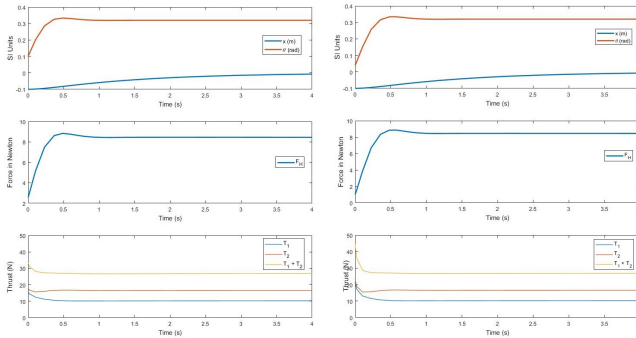 0.4
0.3
0.2
0.1
0
-0.1
SI Units
x (m)
θ (rad)
0 0.5 1 1.5 2 2.5 3 3.5 4
Time (s)
10
8
6
4
2
Force in Newton
F_H
0 0.5 1 1.5 2 2.5 3 3.5 4
Time (s)
50
40
30
20
10
0
Thrust (N)
T_1
T_2
T_1 + T_2
0 0.5 1 1.5 2 2.5 3 3.5 4
Time (s)
0.4
0.3
0.2
0.1
0
-0.1
SI Units
x (m)
θ (rad)
0 0.5 1 1.5 2 2.5 3 3.5
Time (s)
10
8
6
4
2
0
Force in Newton
F_H
0 0.5 1 1.5 2 2.5 3 3.5
Time (s)
50
40
30
20
10
0
Thrust (N)
T_1
T_2
T_1 + T_2
0 0.5 1 1.5 2 2.5 3 3.5
Time (s)